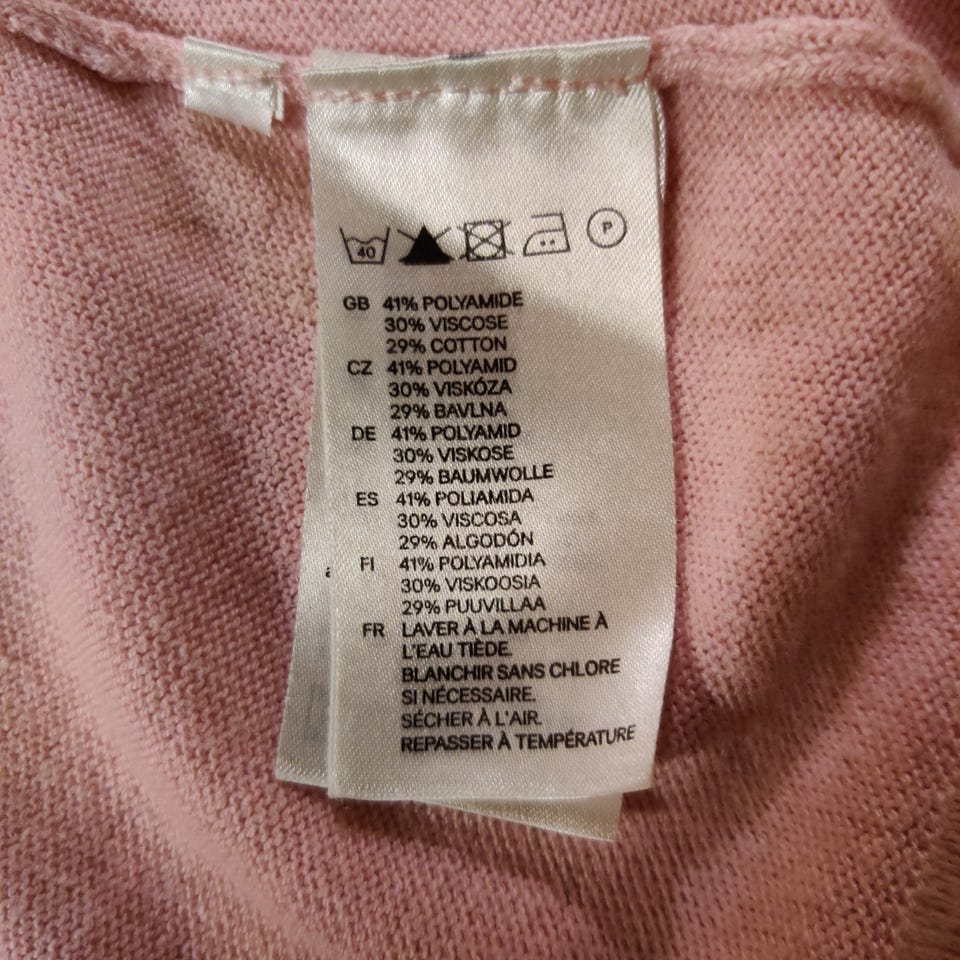 40 P
GB 41% POLYAMIDE
30% VISCOSE
29% COTTON
CZ 41% POLYAMID
30% VISKÓZA
29% BAVLNA
DE 41% POLYAMID
30% VISKOSE
29% BAUMWOLLE
ES 41% POLIAMIDA
30% VISCOSA
29% ALGODÓN
FI 41% POLYAMIDIA
30% VISKOOSIA
29% PUUVILLAA
FR LAVER À LA MACHINE À
L'EAU TIÈDE.
BLANCHIR SANS CHLORE
SI NÉCESSAIRE.
SÉCHER À L'AIR.
REPASSER À TEMPÉRATURE